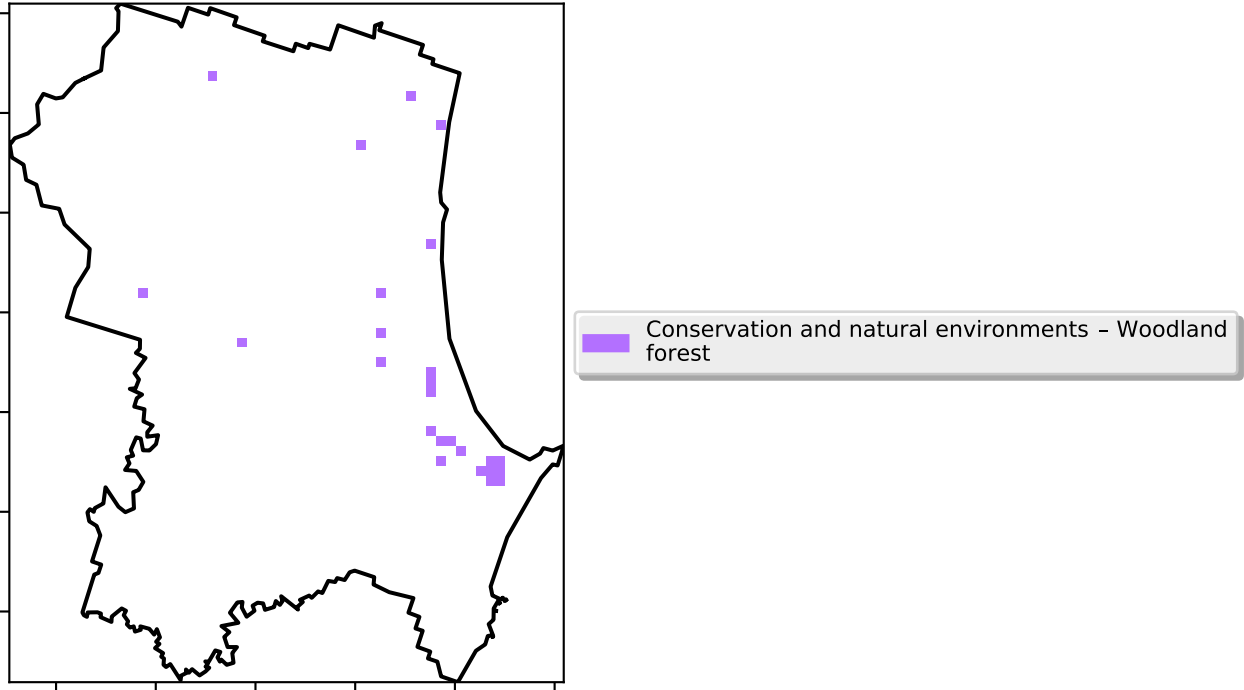 Conservation and natural environments – Woodland
forest